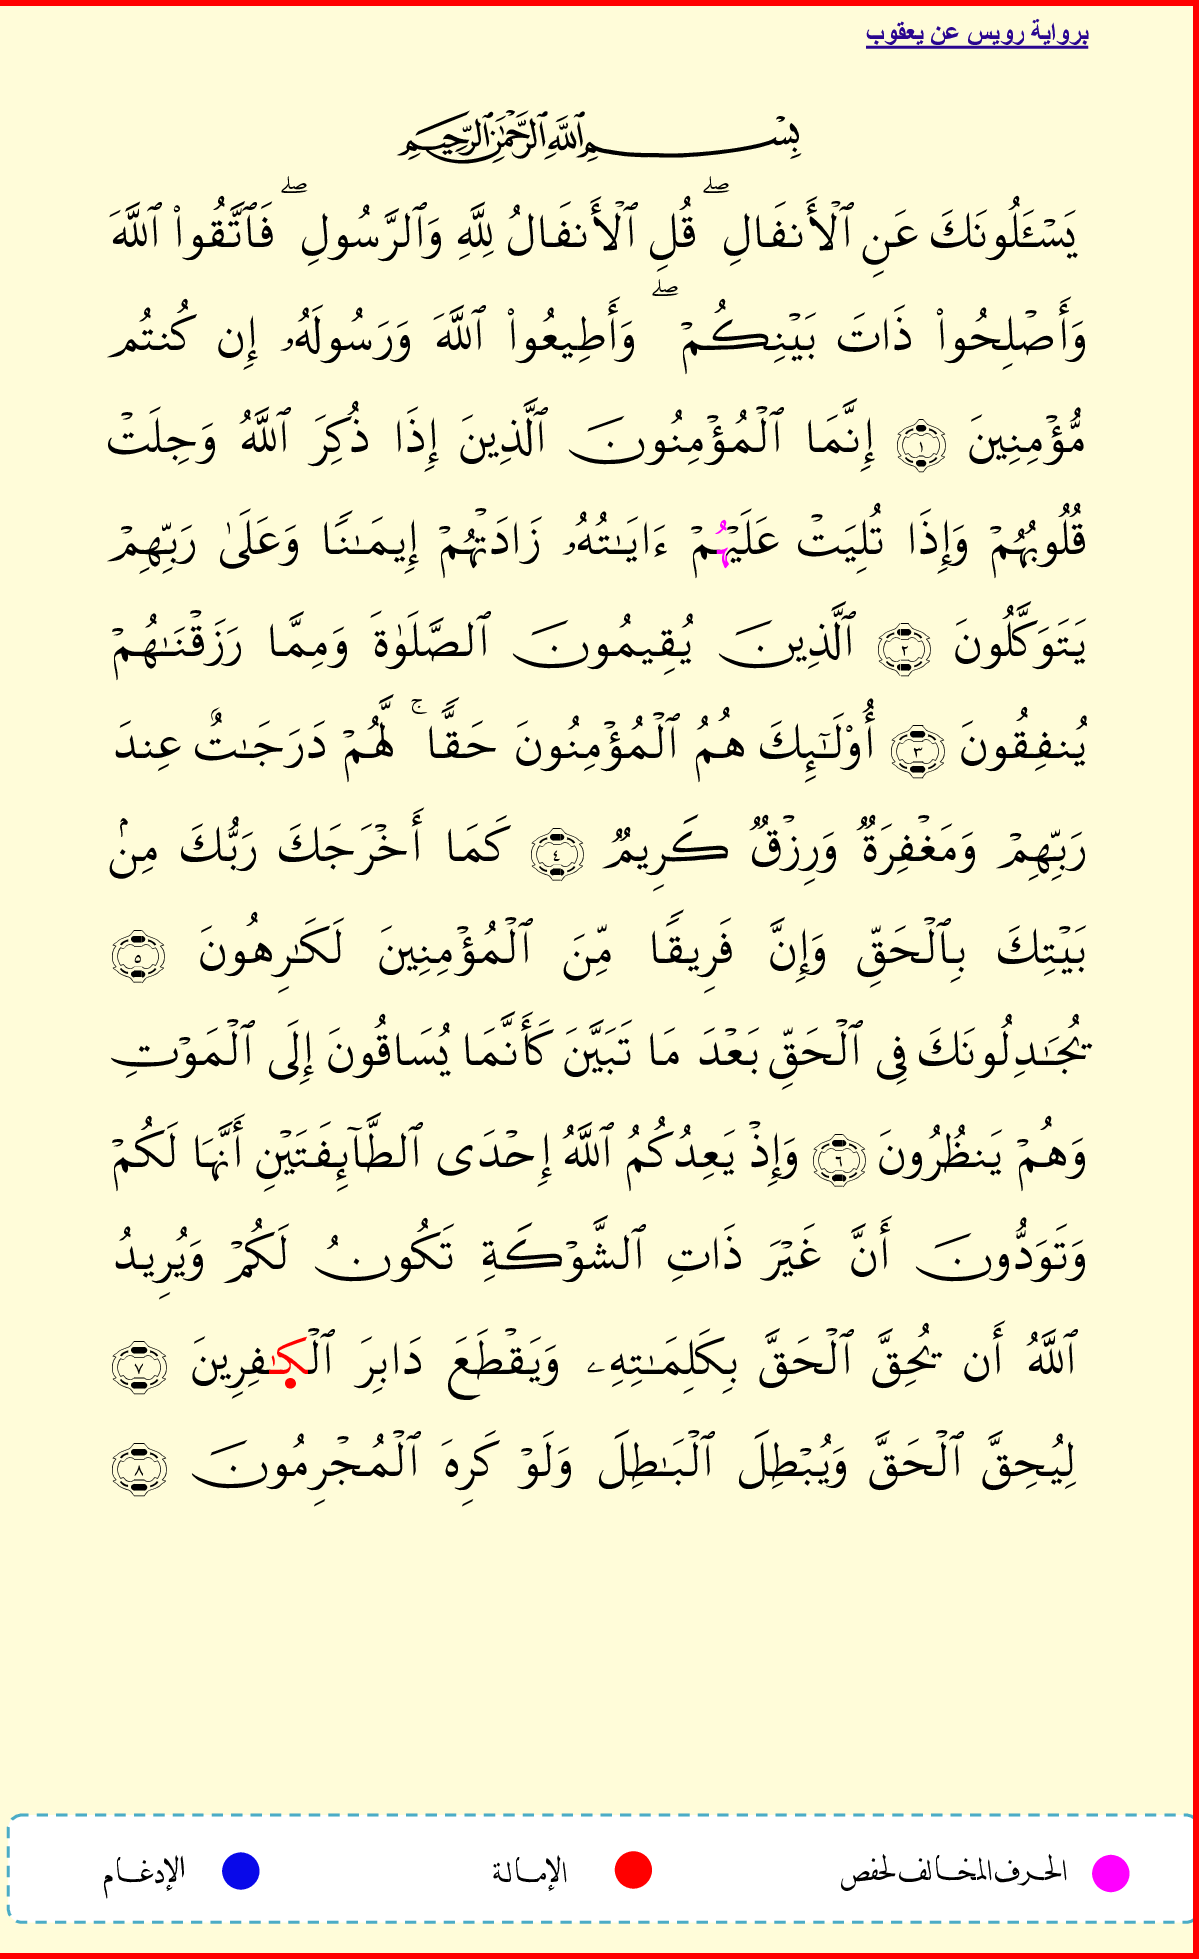 برواية رويس عن يعقوب
بِسْمِ ٱللَّهِ ٱلرَّحْمَٰنِ ٱلرَّحِيمِ
يَسْـَٔلُونَكَ عَنِ ٱلْأَنفَالِ ۖ قُلِ ٱلْأَنفَالُ لِلَّهِ وَٱلرَّسُولِ ۖ فَٱتَّقُوا۟ ٱللَّهَ
وَأَصْلِحُوا۟ ذَاتَ بَيْنِكُمْ ۖ وَأَطِيعُوا۟ ٱللَّهَ وَرَسُولَهُۥ إِن كُنتُم
مُّؤْمِنِينَ ١ إِنَّمَا ٱلْمُؤْمِنُونَ ٱلَّذِينَ إِذَا ذُكِرَ ٱللَّهُ وَجِلَتْ
قُلُوبُهُمْ وَإِذَا تُلِيَتْ عَلَيْهُمْ ءَايَـٰتُهُۥ زَادَتْهُمْ إِيمَـٰنًا وَعَلَىٰ رَبِّهِمْ
يَتَوَكَّلُونَ ٢ ٱلَّذِينَ يُقِيمُونَ ٱلصَّلَوٰةَ وَمِمَّا رَزَقْنَـٰهُمْ
يُنفِقُونَ ٣ أُو۟لَـٰٓئِكَ هُمُ ٱلْمُؤْمِنُونَ حَقًّا ۚ لَّهُمْ دَرَجَـٰتٌ عِندَ
رَبِّهِمْ وَمَغْفِرَةٌ وَرِزْقٌ كَرِيمٌ ٤ كَمَا أَخْرَجَكَ رَبُّكَ مِنۢ
بَيْتِكَ بِٱلْحَقِّ وَإِنَّ فَرِيقًا مِّنَ ٱلْمُؤْمِنِينَ لَكَـٰرِهُونَ ٥
يُجَـٰدِلُونَكَ فِى ٱلْحَقِّ بَعْدَ مَا تَبَيَّنَ كَأَنَّمَا يُسَاقُونَ إِلَى ٱلْمَوْتِ
وَهُمْ يَنظُرُونَ ٦ وَإِذْ يَعِدُكُمُ ٱللَّهُ إِحْدَى ٱلطَّآئِفَتَيْنِ أَنَّهَا لَكُمْ
وَتَوَدُّونَ أَنَّ غَيْرَ ذَاتِ ٱلشَّوْكَةِ تَكُونُ لَكُمْ وَيُرِيدُ
ٱللَّهُ أَن يُحِقَّ ٱلْحَقَّ بِكَلِمَـٰتِهِۦ وَيَقْطَعَ دَابِرَ ٱلْكَـٰفِرِينَ ٧
لِيُحِقَّ ٱلْحَقَّ وَيُبْطِلَ ٱلْبَـٰطِلَ وَلَوْ كَرِهَ ٱلْمُجْرِمُونَ ٨
الحرف المخالف لحفص الإمالة الإدغام